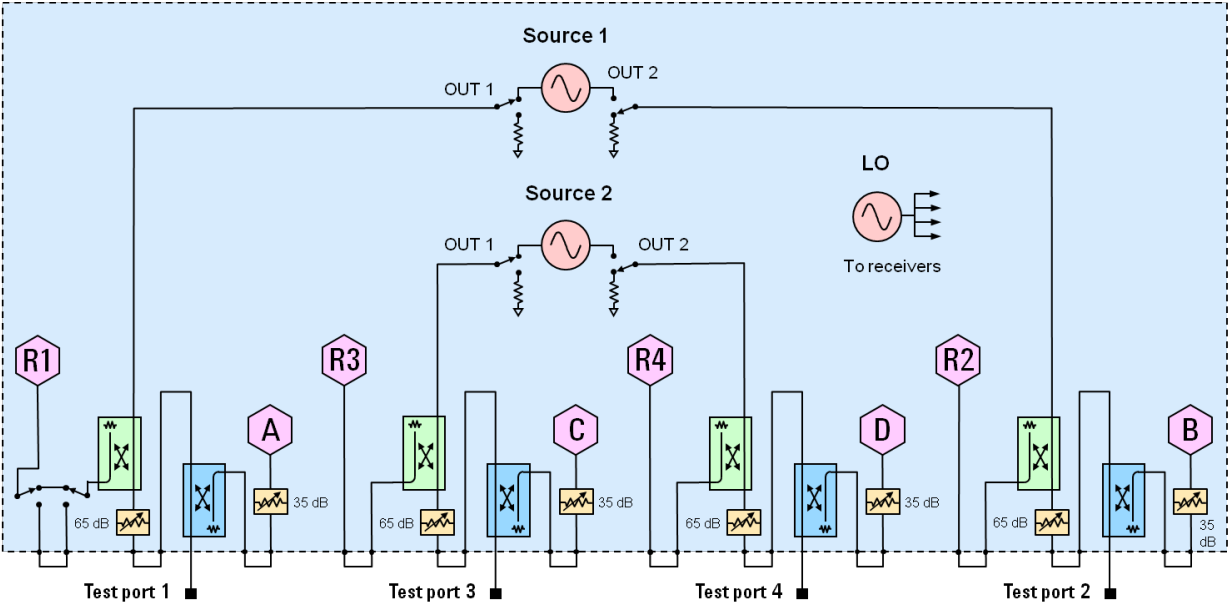 Source 1
OUT 1
OUT 2
LO
Source 2
OUT 1
OUT 2
To receivers
R1
R3
R4
R2
A
C
D
B
35 dB
35 dB
35 dB
35
dB
65 dB
65 dB
65 dB
65 dB
Test port 1
Test port 3
Test port 4
Test port 2